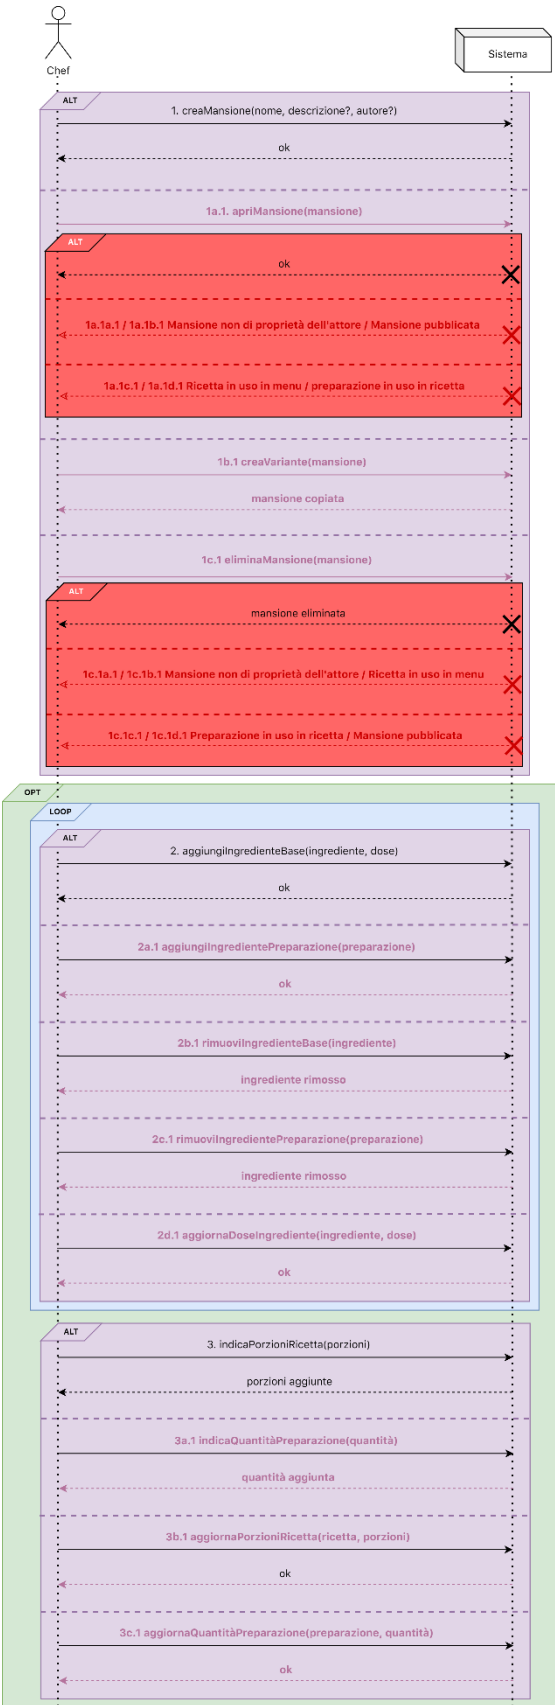 Chef
Sistema
ALT
1. creaMansione(nome, descrizione?, autore?)
ok
1a.1. apriMansione(mansione)
ALT
ok
1a.1a.1 / 1a.1b.1 Mansione non di proprietà dell'attore / Mansione pubblicata
1a.1c.1 / 1a.1d.1 Ricetta in uso in menu / preparazione in uso in ricetta
1b.1 creaVariante(mansione)
mansione copiata
1c.1 eliminaMansione(mansione)
ALT
mansione eliminata
1c.1a.1 / 1c.1b.1 Mansione non di proprietà dell'attore / Ricetta in uso in menu
1c.1c.1 / 1c.1d.1 Preparazione in uso in ricetta / Mansione pubblicata
OPT
LOOP
ALT
2. aggiungiIngredienteBase(ingrediente, dose)
ok
2a.1 aggiungiIngredientePreparazione(preparazione)
ok
2b.1 rimuoviIngredienteBase(ingrediente)
ingrediente rimosso
2c.1 rimuoviIngredientePreparazione(preparazione)
ingrediente rimosso
2d.1 aggiornaDoseIngrediente(ingrediente, dose)
ok
ALT
3. indicaPorzioniRicetta(porzioni)
porzioni aggiunte
3a.1 indicaQuantitàPreparazione(quantità)
quantità aggiunta
3b.1 aggiornaPorzioniRicetta(ricetta, porzioni)
ok
3c.1 aggiornaQuantitàPreparazione(preparazione, quantità)
ok